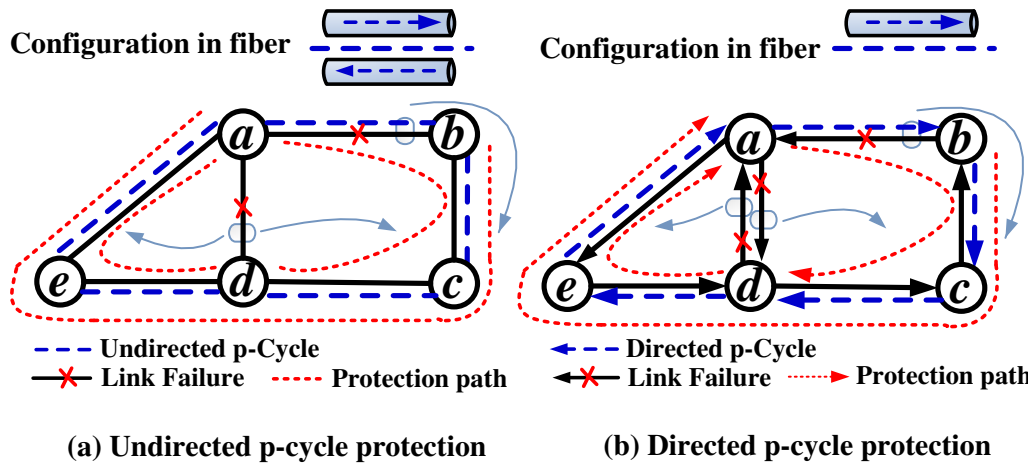 Configuration in fiber
a
b
e
d
c
Undirected p-Cycle
Link Failure
Protection path
(a) Undirected p-cycle protection
Configuration in fiber
a
b
e
d
c
Directed p-Cycle
Link Failure
Protection path
(b) Directed p-cycle protection